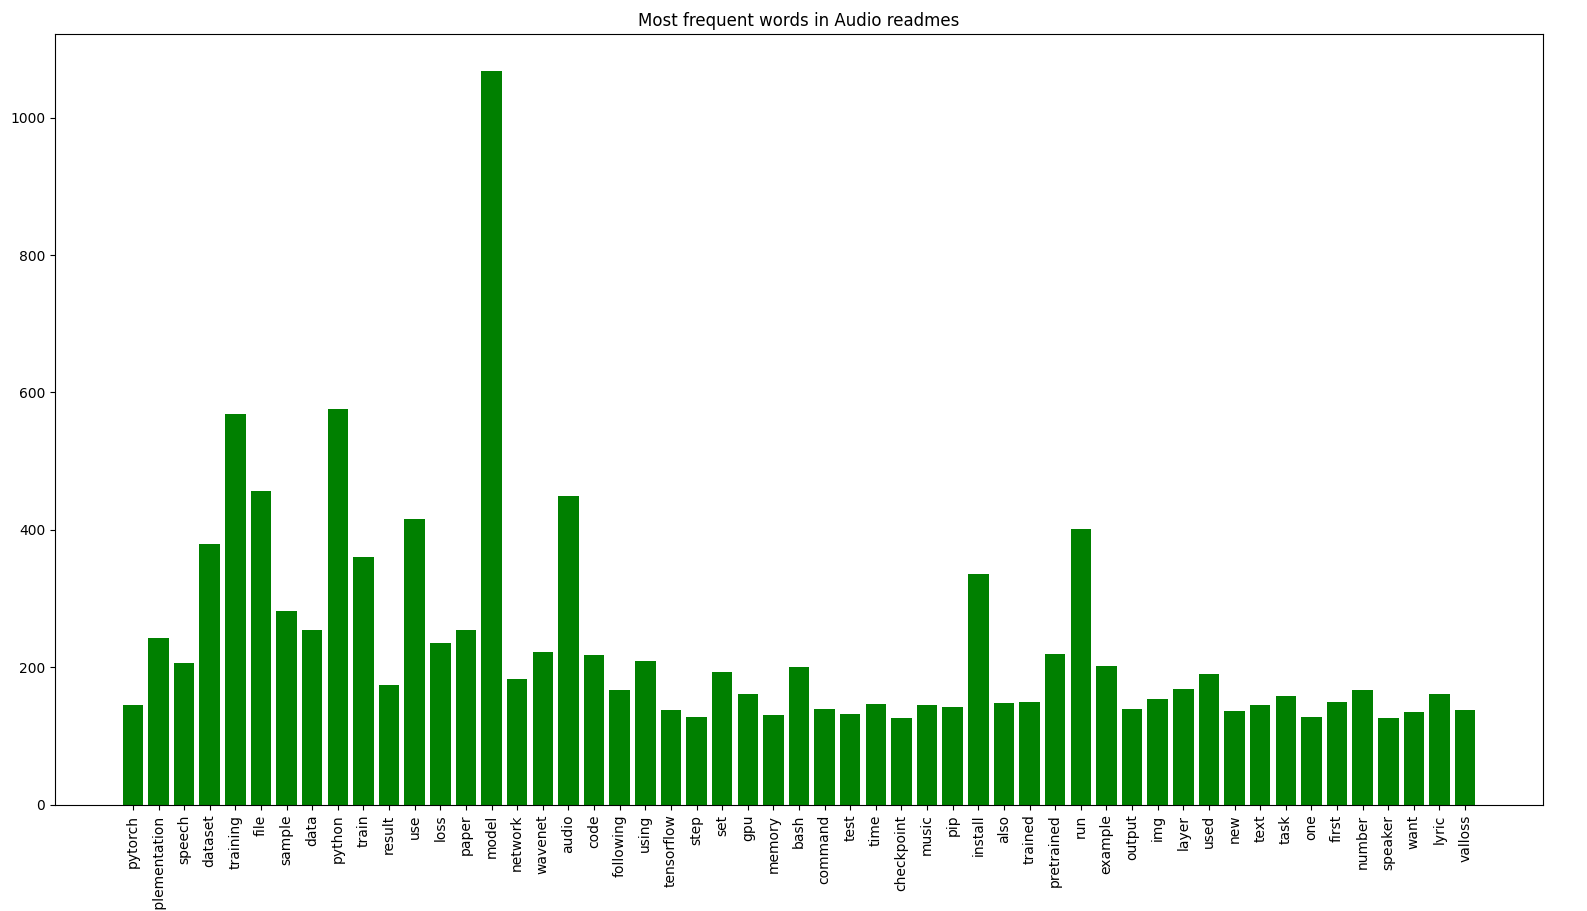 Most frequent words in Audio readmes
1000
800
600
400
200
0
pytorch
plementation
speech
dataset
training
file
sample
data
python
train
result
use
loss
paper
model
network
wavenet
audio
code
following
using
tensorflow
step
set
gpu
memory
bash
command
test
time
checkpoint
music
pip
install
also
trained
pretrained
run
example
output
img
layer
used
new
text
task
one
first
number
speaker
want
lyric
valloss